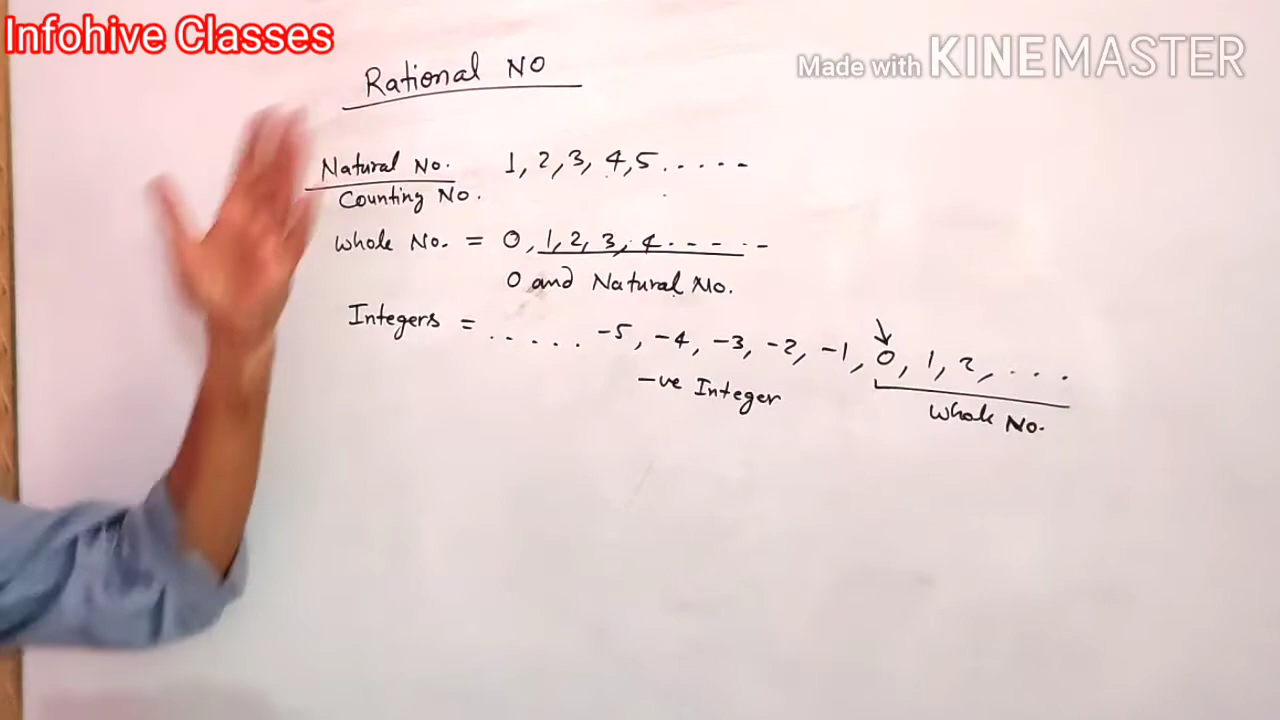 Infohive Classes
Made with KINEMASTER
Rational NO
Natural No. 1, 2, 3, 4, 5 . . . . .
Counting No.
Whole No. = 0, 1, 2, 3, 4 . . . . .
0 and Natural No.
Integers = . . . . . -5, -4, -3, -2, -1, 0, 1, 2, . . .
-ve Integer
Whole No.